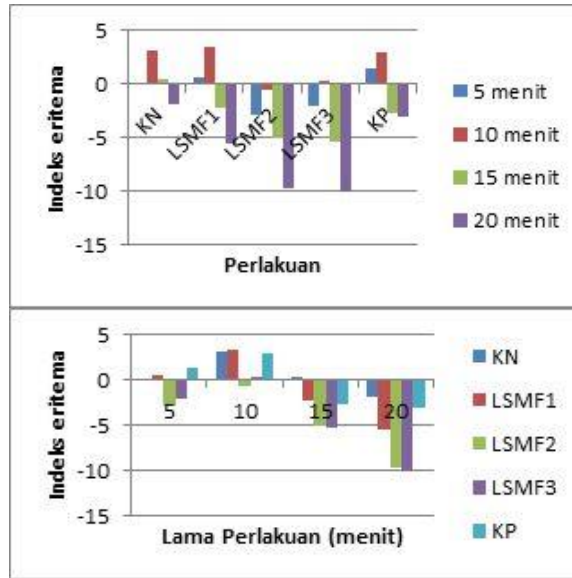 5
0
-5
-10
-15
Indeks eritema
KN
LSMF1
LSMF2
LSMF3
KP
Perlakuan
5 menit
10 menit
15 menit
20 menit
5
0
-5
-10
-15
Indeks eritema
5
10
15
20
Lama Perlakuan (menit)
KN
LSMF1
LSMF2
LSMF3
KP